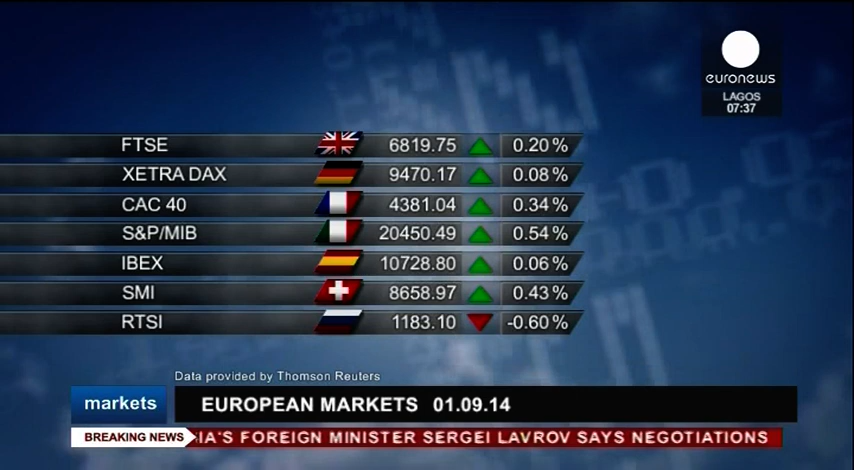 euronews
LAGOS
07:37
FTSE 6819.75 0.20%
XETRA DAX 9470.17 0.08%
CAC 40 4381.04 0.34%
S&P/MIB 20450.49 0.54%
IBEX 10728.80 0.06%
SMI 8658.97 0.43%
RTSI 1183.10 -0.60%
Data provided by Thomson Reuters
markets EUROPEAN MARKETS 01.09.14
BREAKING NEWS IA'S FOREIGN MINISTER SERGEI LAVROV SAYS NEGOTIATIONS